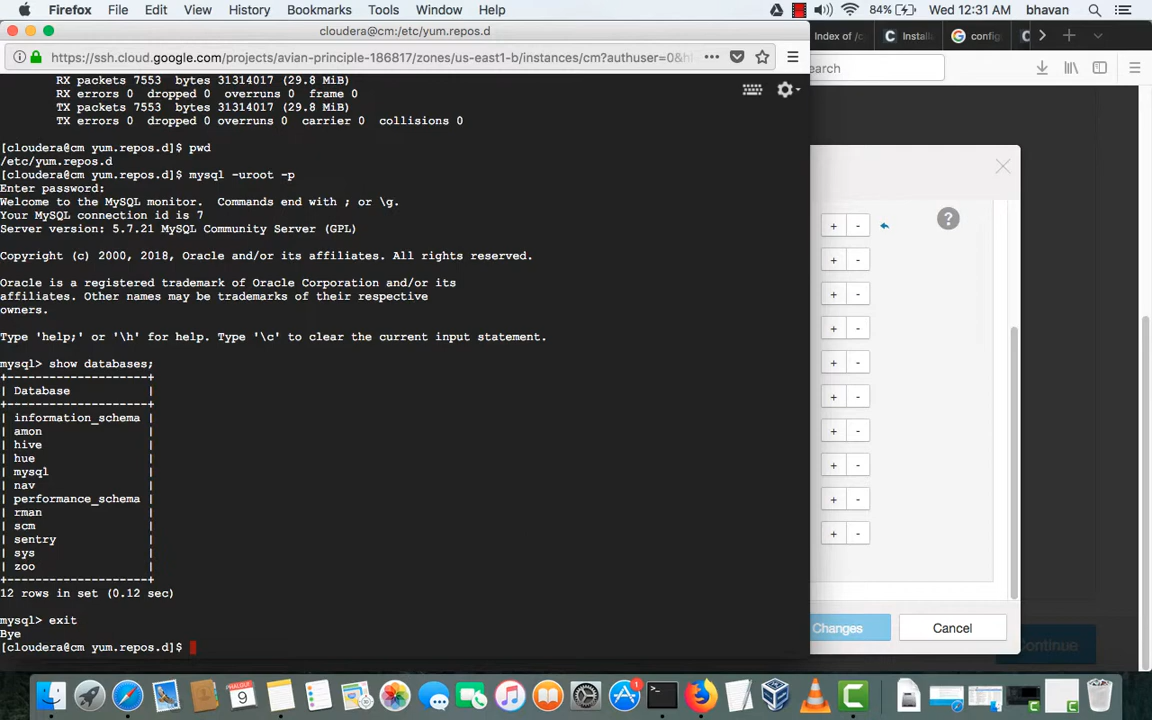 Firefox File Edit View History Bookmarks Tools Window Help 84% Wed 12:31 AM bhavan
cloudera@cm:/etc/yum.repos.d
Index of /c Install config
https://ssh.cloud.google.com/projects/avian-principle-186817/zones/us-east1-b/instances/cm?authuser=0&h
earch
RX packets 7553 bytes 31314017 (29.8 MiB)
RX errors 0 dropped 0 overruns 0 frame 0
TX packets 7553 bytes 31314017 (29.8 MiB)
TX errors 0 dropped 0 overruns 0 carrier 0 collisions 0
[cloudera@cm yum.repos.d]$ pwd
/etc/yum.repos.d
[cloudera@cm yum.repos.d]$ mysql -uroot -p
Enter password:
Welcome to the MySQL monitor. Commands end with ; or \g.
Your MySQL connection id is 7
Server version: 5.7.21 MySQL Community Server (GPL)
Copyright (c) 2000, 2018, Oracle and/or its affiliates. All rights reserved.
Oracle is a registered trademark of Oracle Corporation and/or its
affiliates. Other names may be trademarks of their respective
owners.
Type 'help;' or '\h' for help. Type '\c' to clear the current input statement.
mysql> show databases;
+--------------------+
| Database |
+--------------------+
| information_schema |
| amon |
| hive |
| hue |
| mysql |
| nav |
| performance_schema |
| rman |
| scm |
| sentry |
| sys |
| zoo |
+--------------------+
12 rows in set (0.12 sec)
mysql> exit
Bye
[cloudera@cm yum.repos.d]$
+ - ?
+ -
+ -
+ -
+ -
+ -
+ -
+ -
+ -
+ -
Changes Cancel
ontinue
9
1